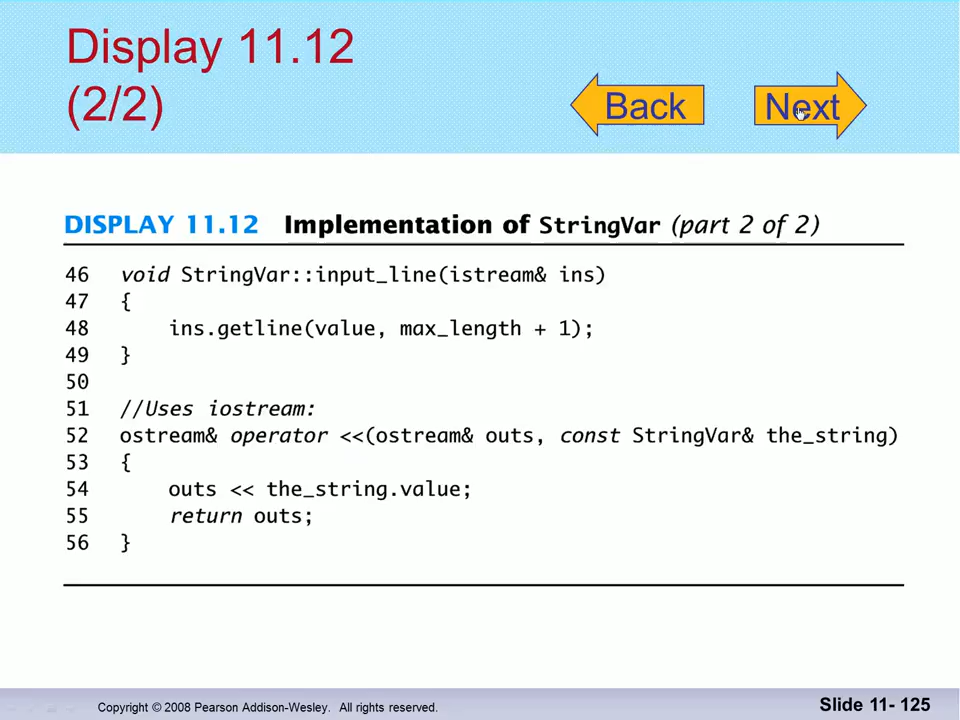 Display 11.12
(2/2)
Back
Next
DISPLAY 11.12 Implementation of StringVar (part 2 of 2)
46 void StringVar::input_line(istream& ins)
47 {
48 ins.getline(value, max_length + 1);
49 }
50
51 //Uses iostream:
52 ostream& operator <<(ostream& outs, const StringVar& the_string)
53 {
54 outs << the_string.value;
55 return outs;
56 }
Copyright © 2008 Pearson Addison-Wesley. All rights reserved.
Slide 11- 125